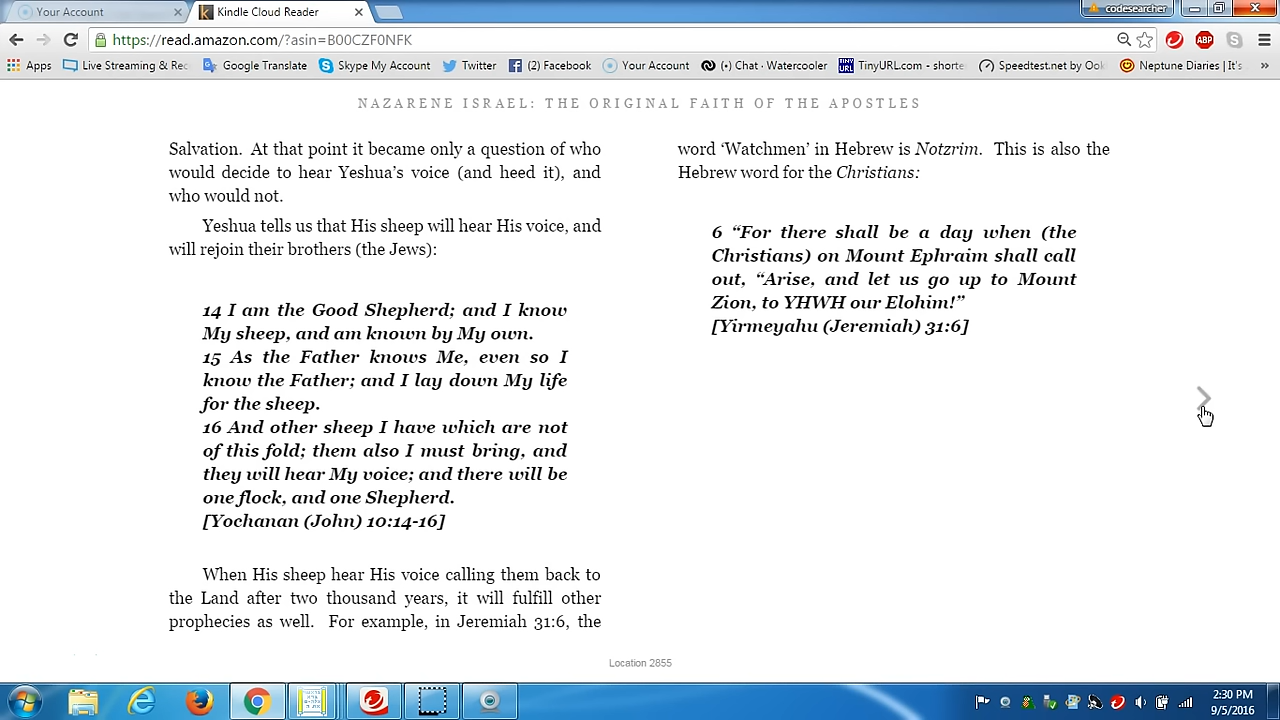 Your Account
Kindle Cloud Reader
codesearcher
https://read.amazon.com/?asin=B00CZF0NFK
ABP
Apps
Live Streaming & Rec
Google Translate
Skype My Account
Twitter
(2) Facebook
Your Account
(•) Chat · Watercooler
TinyURL.com - shorte
Speedtest.net by Ook
Neptune Diaries | It's
NAZARENE ISRAEL: THE ORIGINAL FAITH OF THE APOSTLES
Salvation. At that point it became only a question of who
would decide to hear Yeshua's voice (and heed it), and
who would not.
Yeshua tells us that His sheep will hear His voice, and
will rejoin their brothers (the Jews):
14 I am the Good Shepherd; and I know
My sheep, and am known by My own.
15 As the Father knows Me, even so I
know the Father; and I lay down My life
for the sheep.
16 And other sheep I have which are not
of this fold; them also I must bring, and
they will hear My voice; and there will be
one flock, and one Shepherd.
[Yochanan (John) 10:14-16]
When His sheep hear His voice calling them back to
the Land after two thousand years, it will fulfill other
prophecies as well. For example, in Jeremiah 31:6, the
word ‘Watchmen’ in Hebrew is Notzrim. This is also the
Hebrew word for the Christians:
6 “For there shall be a day when (the
Christians) on Mount Ephraim shall call
out, “Arise, and let us go up to Mount
Zion, to YHWH our Elohim!”
[Yirmeyahu (Jeremiah) 31:6]
Location 2855
2:30 PM
9/5/2016